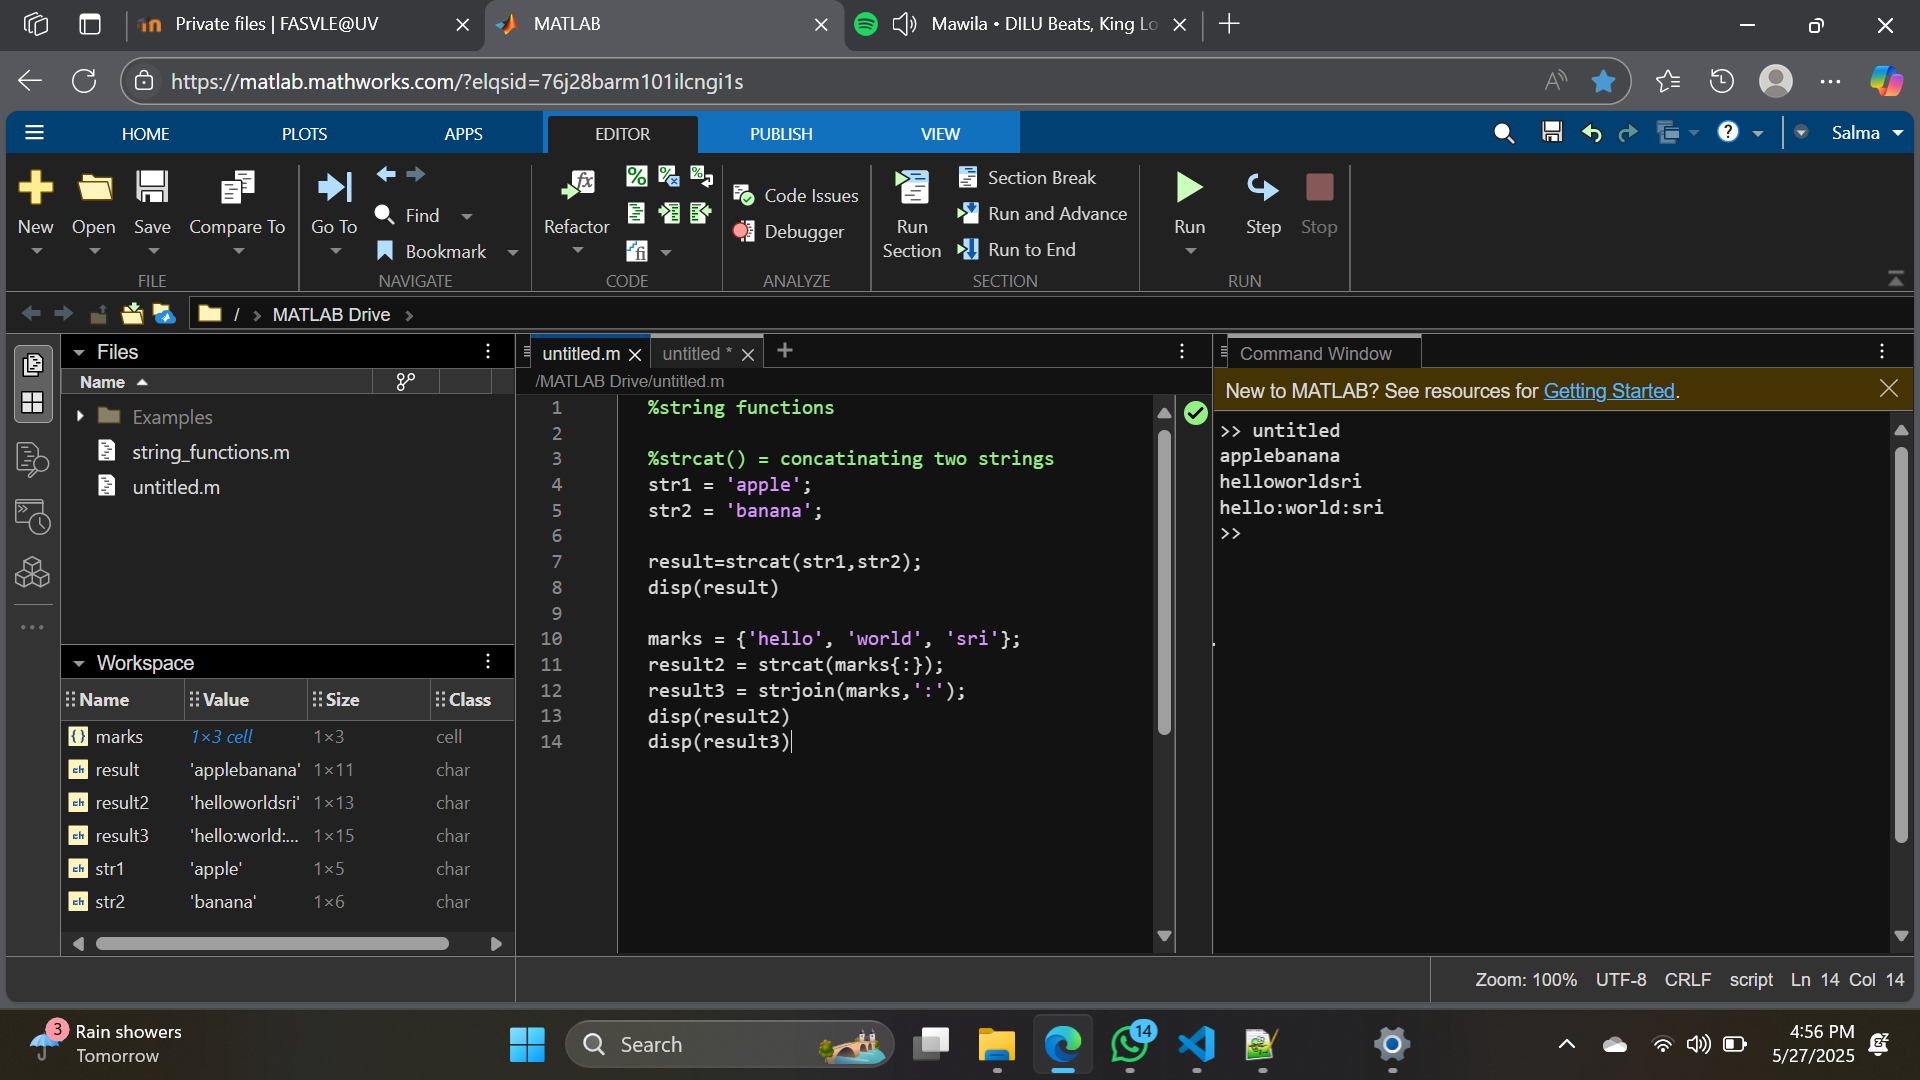 Private files | FASVLE@UV
MATLAB
Mawila • DILU Beats, King Lo
https://matlab.mathworks.com/?elqsid=76j28barm101ilcngi1s
HOME PLOTS APPS EDITOR PUBLISH VIEW
Salma
New Open Save Compare To
FILE
Go To
Find
Bookmark
NAVIGATE
Refactor
CODE
Code Issues
Debugger
ANALYZE
Run Section
Section Break
Run and Advance
Run to End
SECTION
Run Step Stop
RUN
/ > MATLAB Drive >
Files
Name
Examples
string_functions.m
untitled.m
Workspace
Name Value Size Class
marks 1×3 cell 1×3 cell
result 'applebanana' 1×11 char
result2 'helloworldsri' 1×13 char
result3 'hello:world:... 1×15 char
str1 'apple' 1×5 char
str2 'banana' 1×6 char
untitled.m untitled *
/MATLAB Drive/untitled.m
1 %string functions
2
3 %strcat() = concatinating two strings
4 str1 = 'apple';
5 str2 = 'banana';
6
7 result=strcat(str1,str2);
8 disp(result)
9
10 marks = {'hello', 'world', 'sri'};
11 result2 = strcat(marks{:});
12 result3 = strjoin(marks,':');
13 disp(result2)
14 disp(result3)
Command Window
New to MATLAB? See resources for Getting Started.
>> untitled
applebanana
helloworldsri
hello:world:sri
>>
Zoom: 100% UTF-8 CRLF script Ln 14 Col 14
3
Rain showers
Tomorrow
Search
14
4:56 PM
5/27/2025